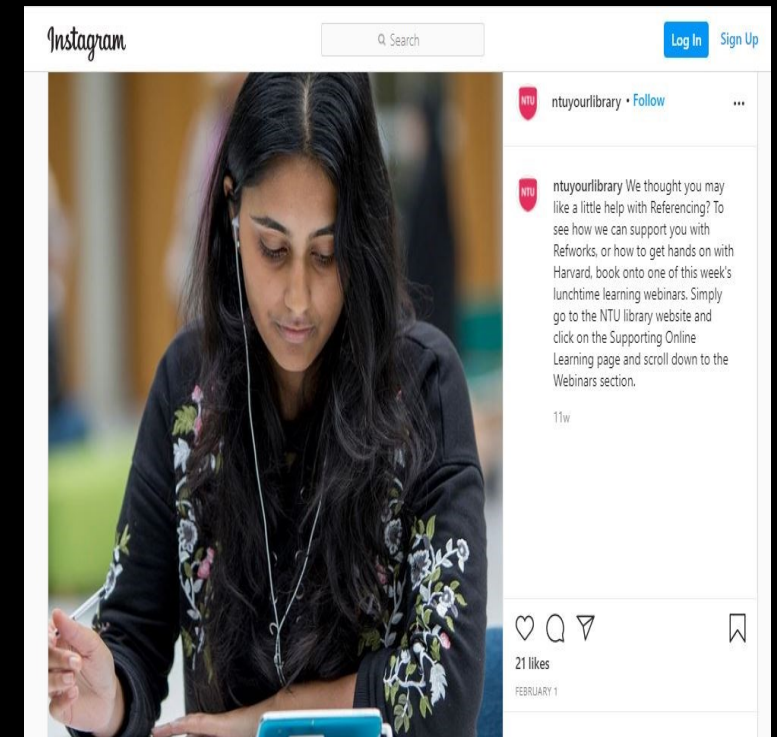 Instagram
Search
Log In
Sign Up
NTU
ntuyourlibrary • Follow
...
NTU
ntuyourlibrary We thought you may
like a little help with Referencing? To
see how we can support you with
Refworks, or how to get hands on with
Harvard, book onto one of this week's
lunchtime learning webinars. Simply
go to the NTU library website and
click on the Supporting Online
Learning page and scroll down to the
Webinars section.
11w
21 likes
FEBRUARY 1